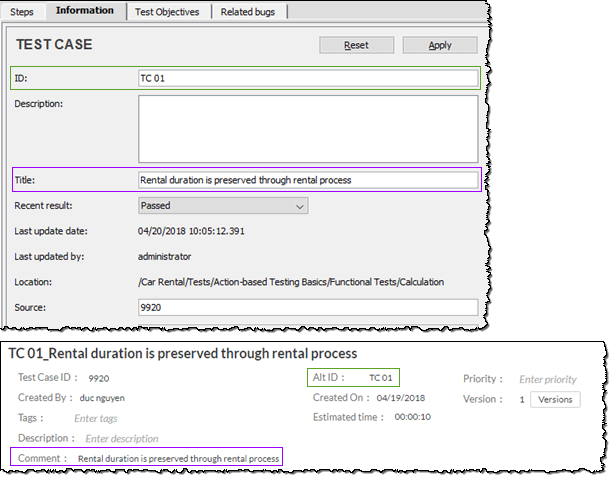 Steps Information Test Objectives Related bugs
TEST CASE Reset Apply
ID: TC 01
Description:
Title: Rental duration is preserved through rental process
Recent result: Passed
Last update date: 04/20/2018 10:05:12.391
Last updated by: administrator
Location: /Car Rental/Tests/Action-based Testing Basics/Functional Tests/Calculation
Source: 9920
TC 01_Rental duration is preserved through rental process
Test Case ID : 9920 Alt ID : TC 01 Priority : Enter priority
Created By : duc nguyen Created On : 04/19/2018 Version : 1 Versions
Tags : Enter tags Estimated time : 00:00:10
Description : Enter description
Comment : Rental duration is preserved through rental process